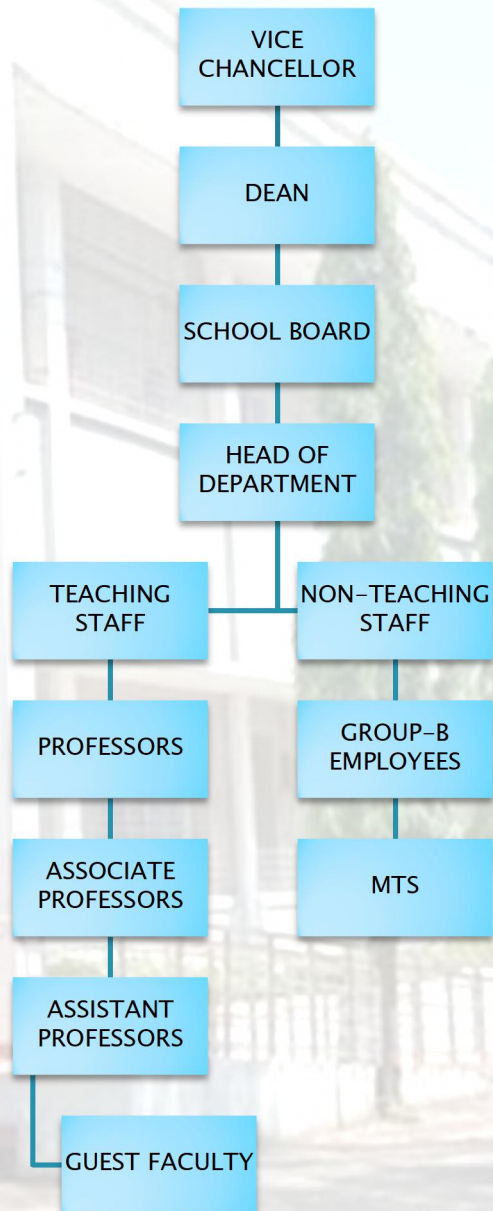 VICE
CHANCELLOR
DEAN
SCHOOL BOARD
HEAD OF
DEPARTMENT
TEACHING
STAFF
NON-TEACHING
STAFF
PROFESSORS
GROUP-B
EMPLOYEES
ASSOCIATE
PROFESSORS
MTS
ASSISTANT
PROFESSORS
GUEST FACULTY